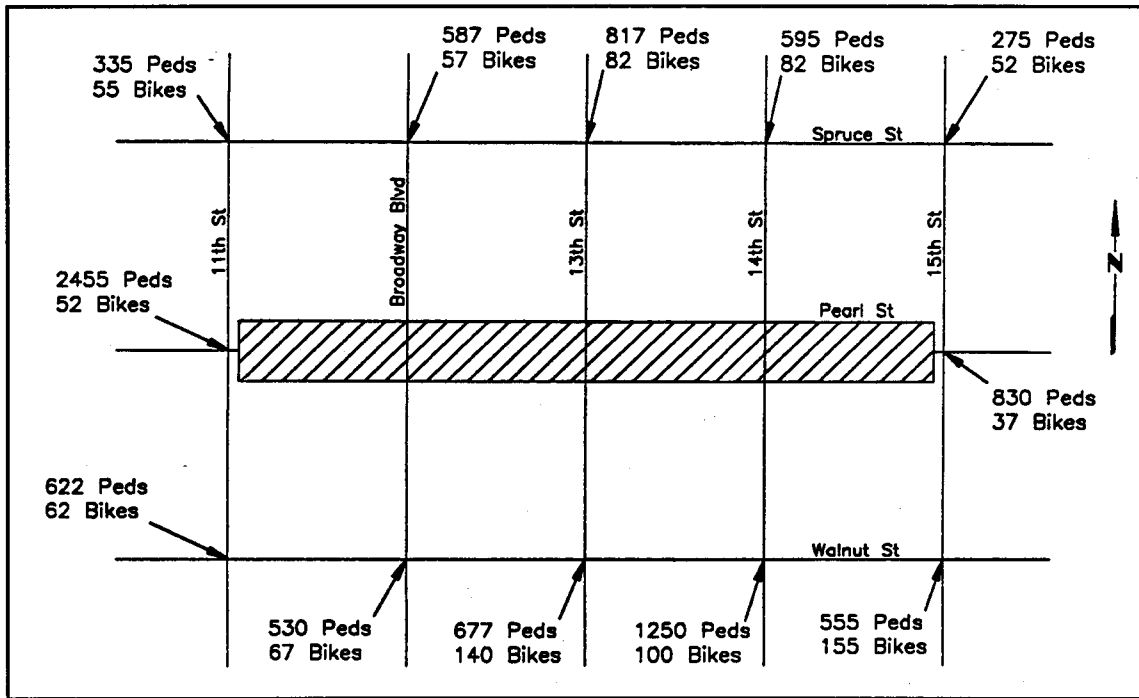 587 Peds
57 Bikes
817 Peds
82 Bikes
595 Peds
82 Bikes
275 Peds
52 Bikes
335 Peds
55 Bikes
Spruce St
11th St
Broadway Blvd
13th St
14th St
15th St
N
2455 Peds
52 Bikes
Pearl St
830 Peds
37 Bikes
622 Peds
62 Bikes
Walnut St
530 Peds
67 Bikes
677 Peds
140 Bikes
1250 Peds
100 Bikes
555 Peds
155 Bikes